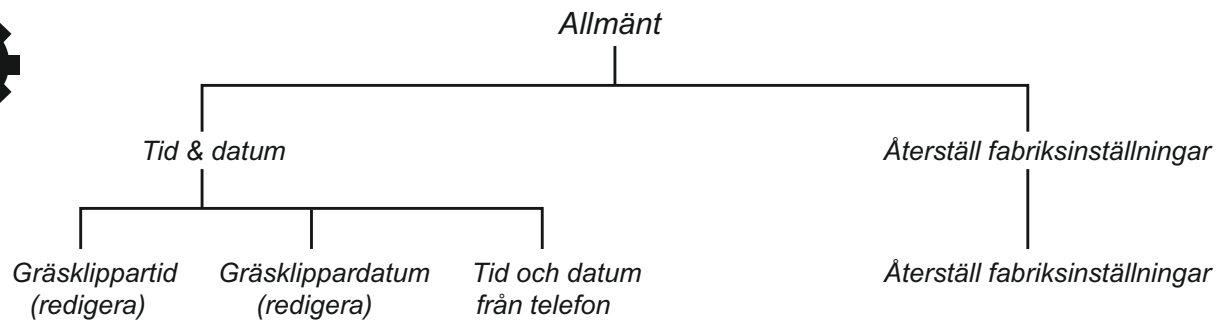 Allmänt
Tid & datum
Återställ fabriksinställningar
Gräsklippartid
(redigera)
Gräsklippardatum
(redigera)
Tid och datum
från telefon
Återställ fabriksinställningar